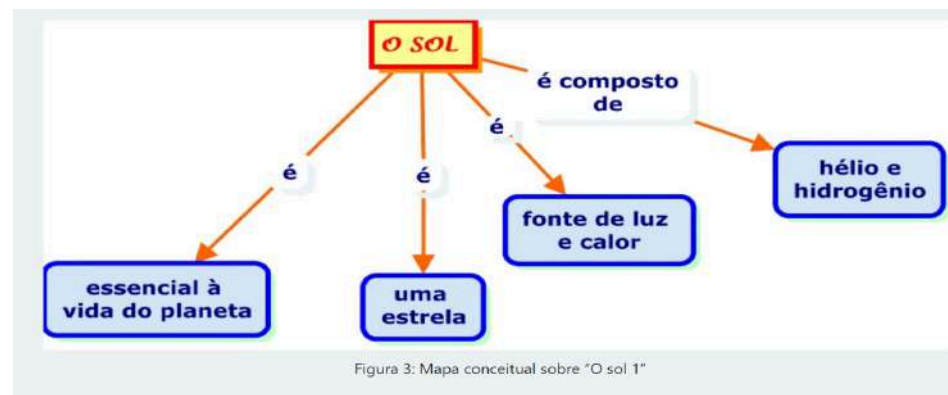 O SOL
é composto
de
é
é
é
hélio e
hidrogênio
fonte de luz
e calor
essencial à
vida do planeta
uma
estrela
Figura 3: Mapa conceitual sobre “O sol 1”